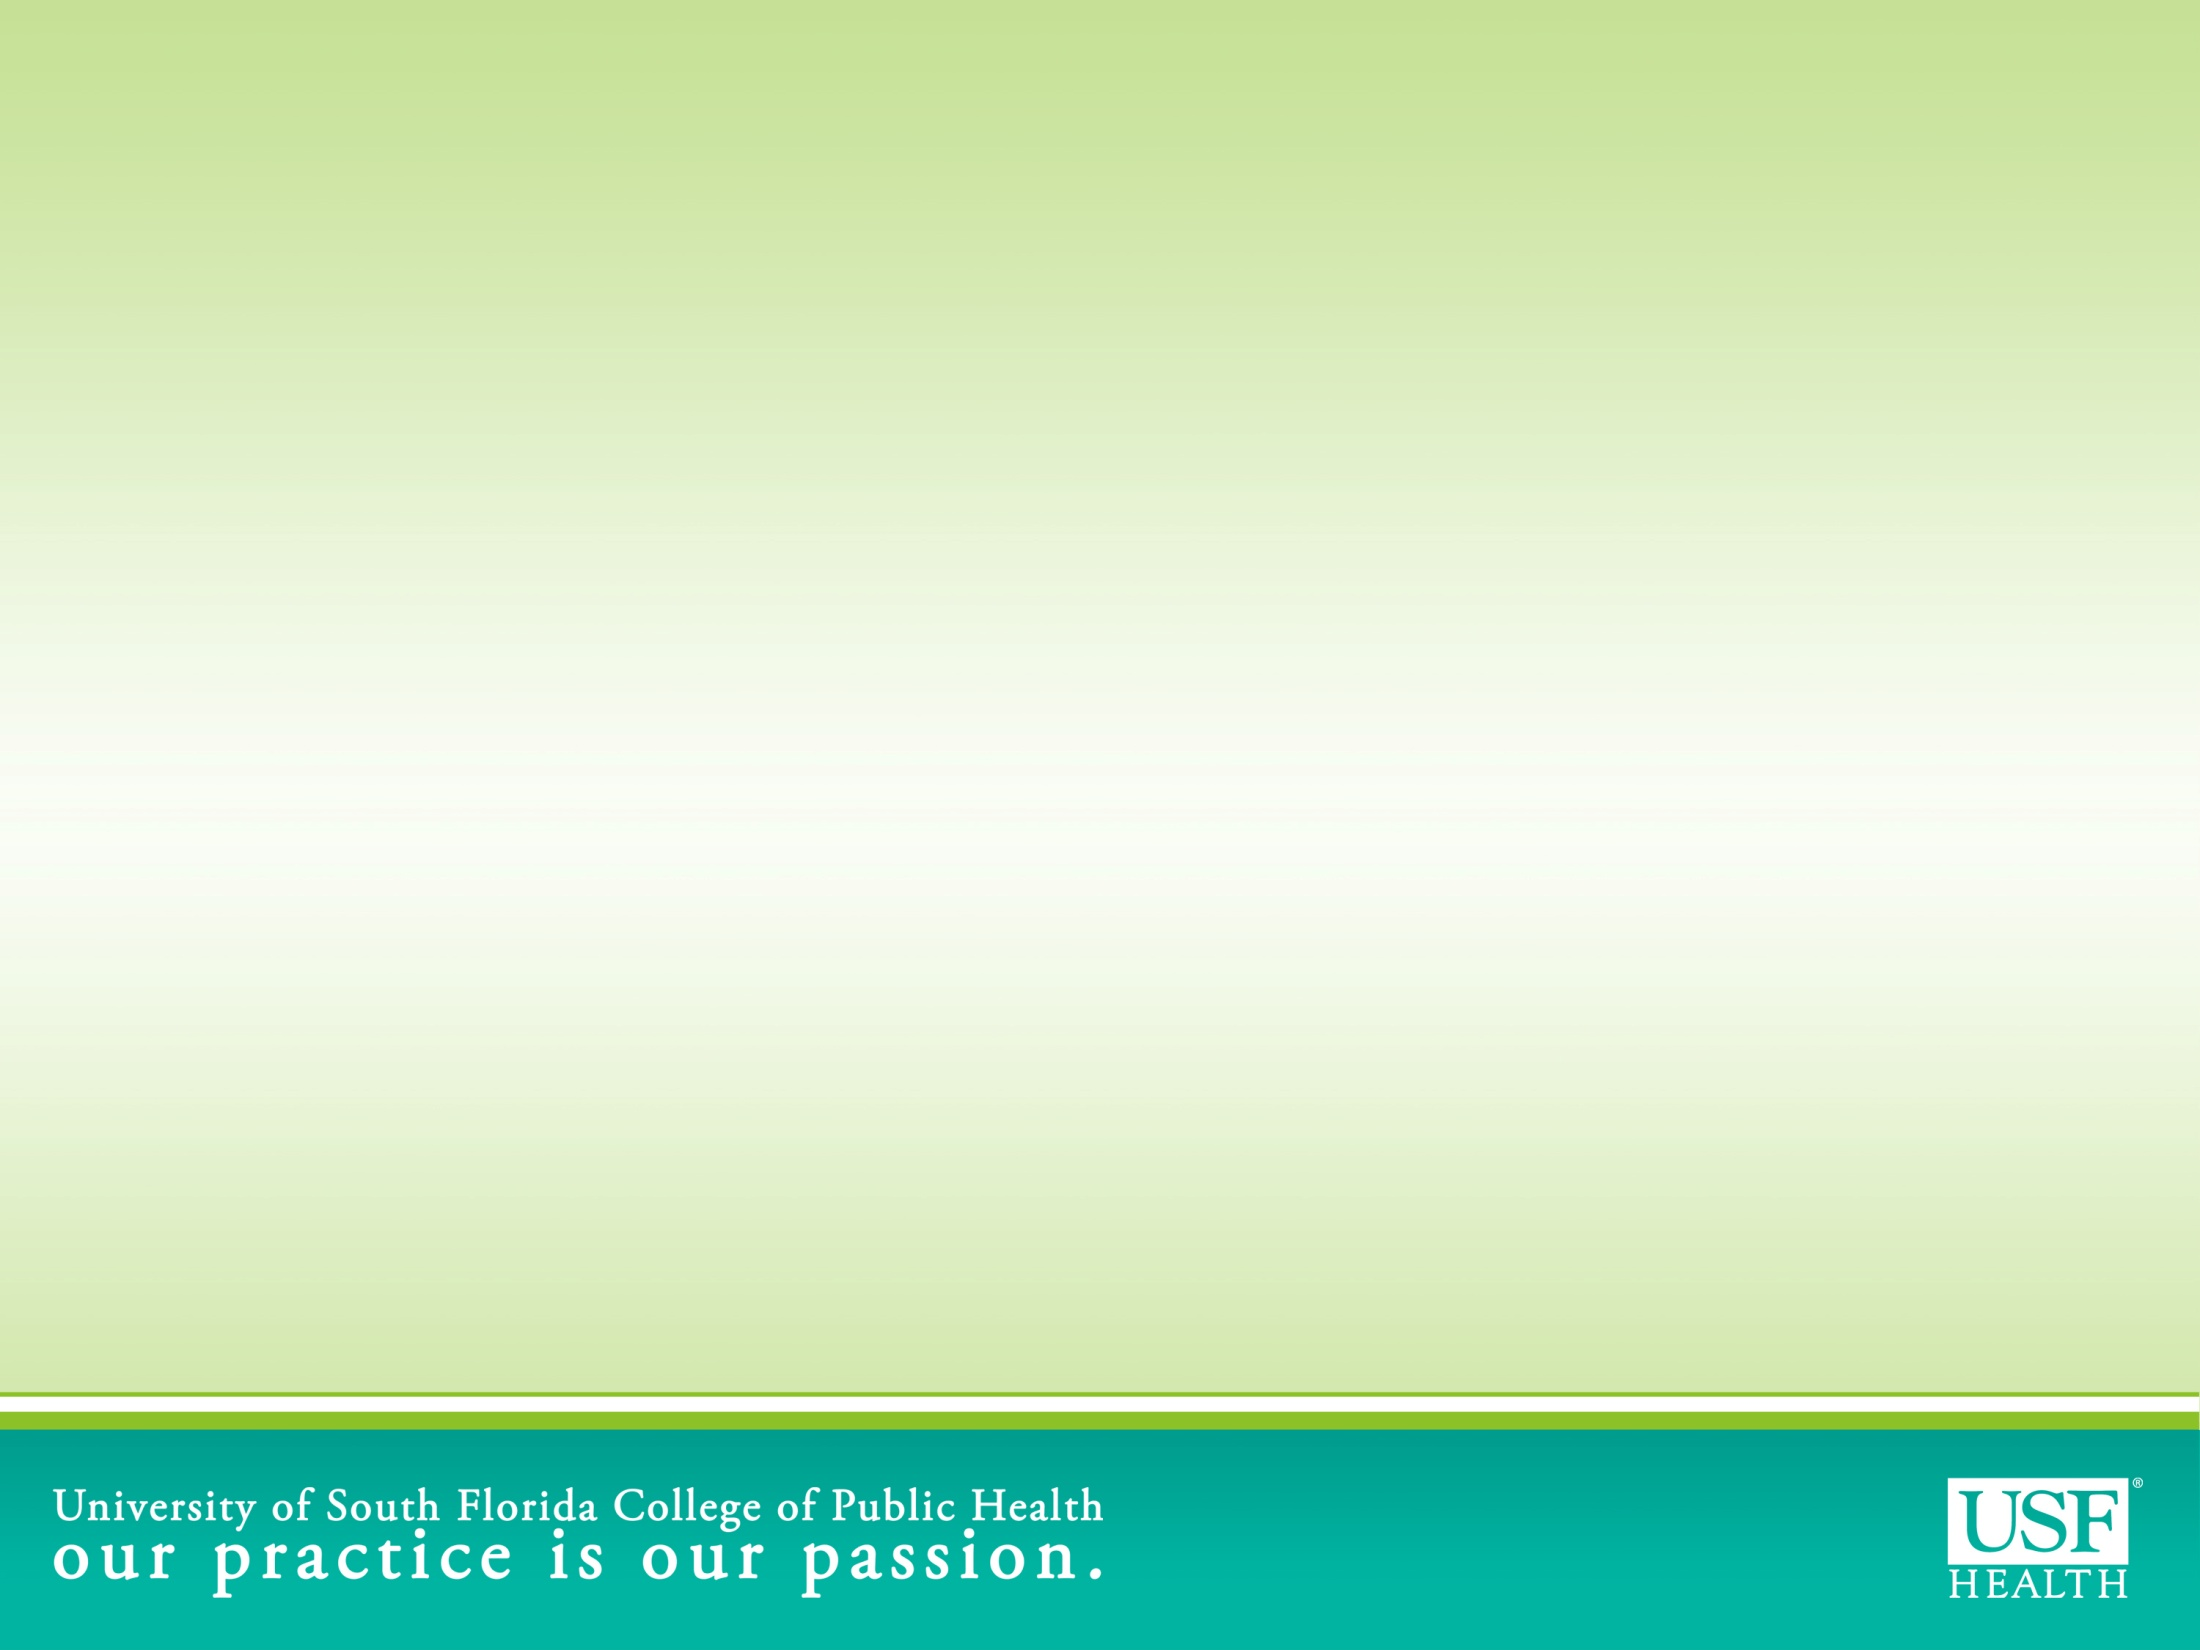 University of South Florida College of Public Health
our practice is our passion.
USF®
HEALTH